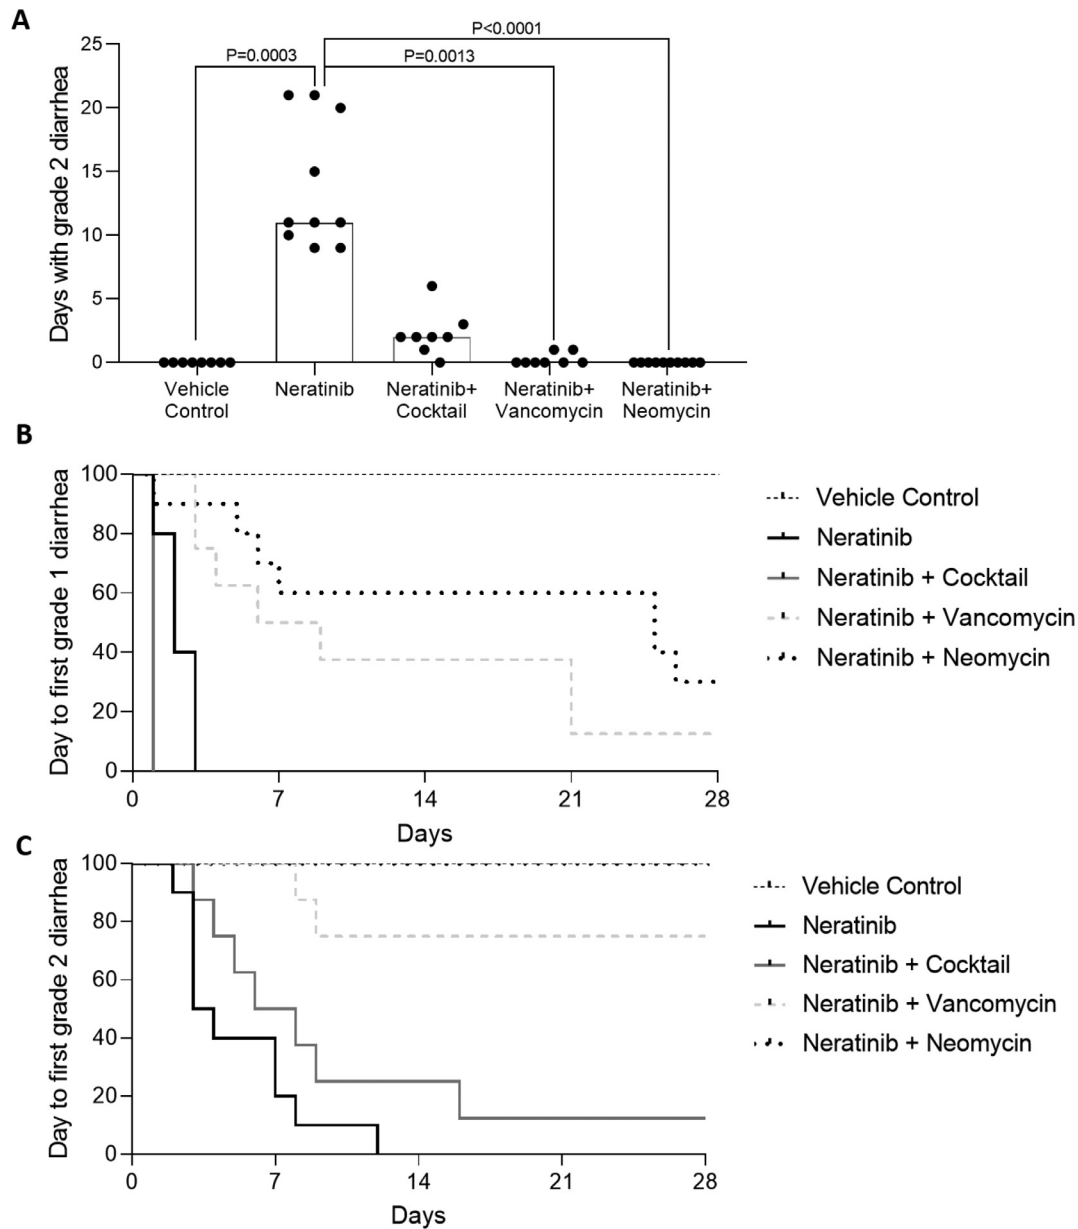 A
P<0.0001
P=0.0003
P=0.0013
Days with grade 2 diarrhea
25
20
15
10
5
0
Vehicle
Control
Neratinib
Neratinib+
Cocktail
Neratinib+
Vancomycin
Neratinib+
Neomycin
B
Day to first grade 1 diarrhea
100
80
60
40
20
0
0
7
14
21
28
Days
Vehicle Control
Neratinib
Neratinib + Cocktail
Neratinib + Vancomycin
Neratinib + Neomycin
C
Day to first grade 2 diarrhea
100
80
60
40
20
0
0
7
14
21
28
Days
Vehicle Control
Neratinib
Neratinib + Cocktail
Neratinib + Vancomycin
Neratinib + Neomycin